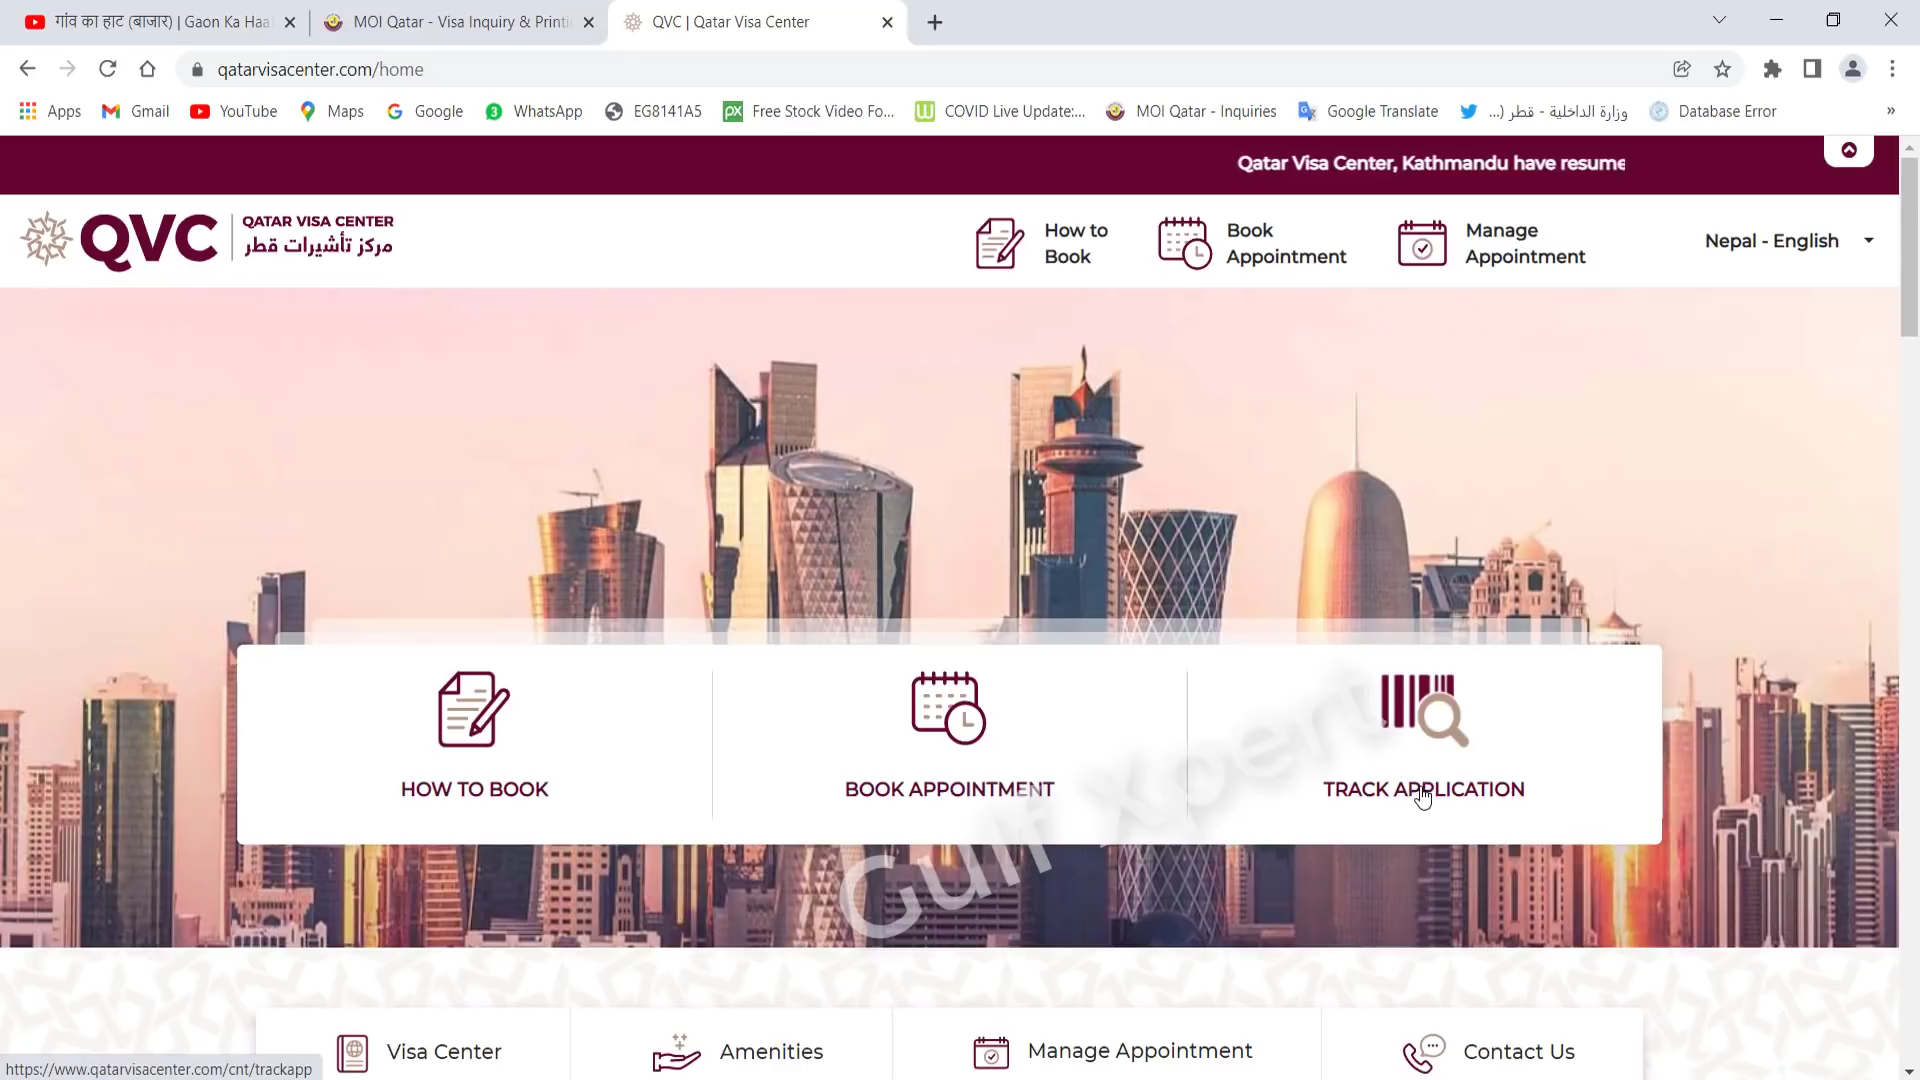 गांव का हाट (बाजार) | Gaon Ka Haa
MOI Qatar - Visa Inquiry & Printi
QVC | Qatar Visa Center
qatarvisacenter.com/home
Apps
Gmail
YouTube
Maps
Google
3
WhatsApp
EG8141A5
px
Free Stock Video Fo...
COVID Live Update:...
MOI Qatar - Inquiries
Google Translate
وزارة الداخلية - قطر (...
Database Error
»
Qatar Visa Center, Kathmandu have resume
QVC
QATAR VISA CENTER
مركز تأشيرات قطر
How to
Book
Book
Appointment
Manage
Appointment
Nepal - English
HOW TO BOOK
BOOK APPOINTMENT
TRACK APPLICATION
Gulf Xpert
Visa Center
Amenities
Manage Appointment
Contact Us
https://www.qatarvisacenter.com/cnt/trackapp